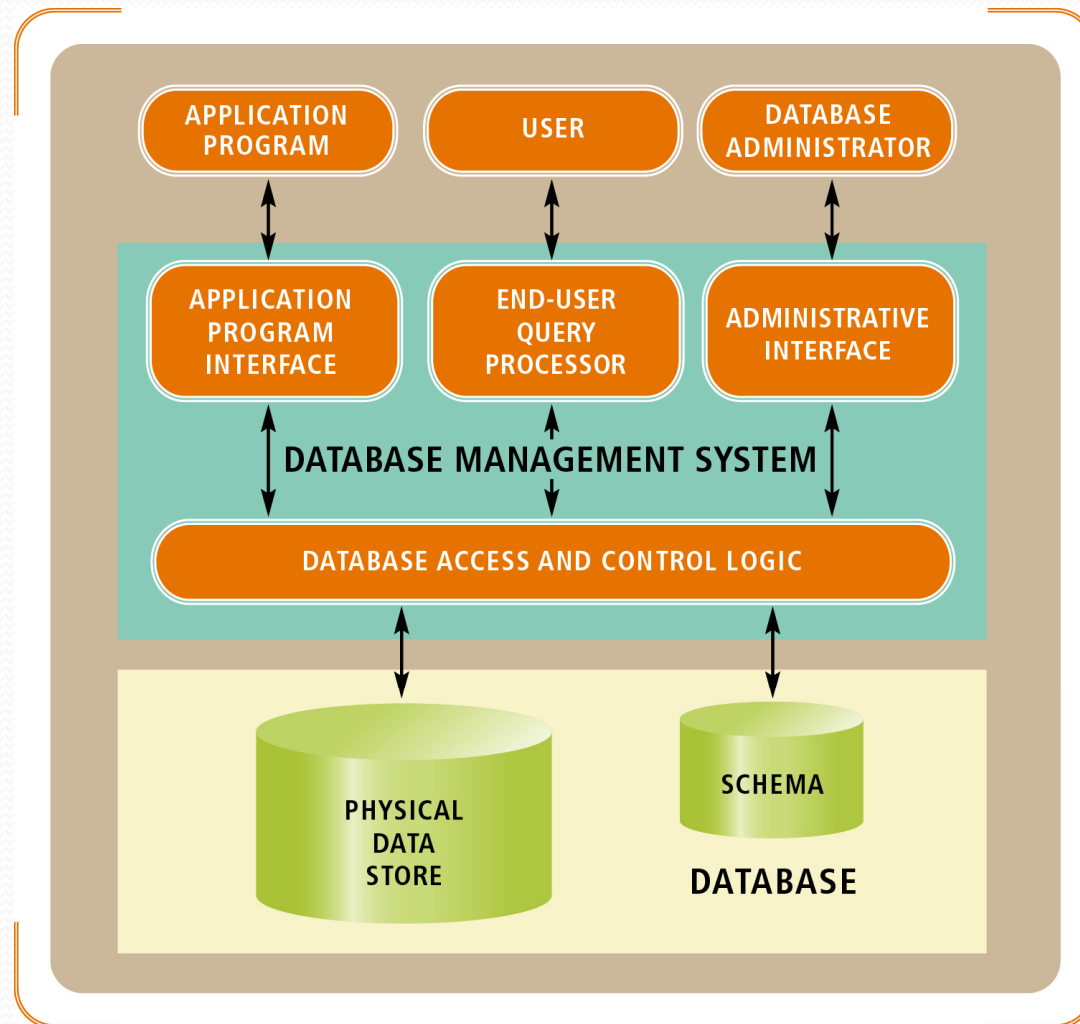 APPLICATION
PROGRAM
USER
DATABASE
ADMINISTRATOR
APPLICATION
PROGRAM
INTERFACE
END-USER
QUERY
PROCESSOR
ADMINISTRATIVE
INTERFACE
DATABASE MANAGEMENT SYSTEM
DATABASE ACCESS AND CONTROL LOGIC
PHYSICAL
DATA
STORE
SCHEMA
DATABASE